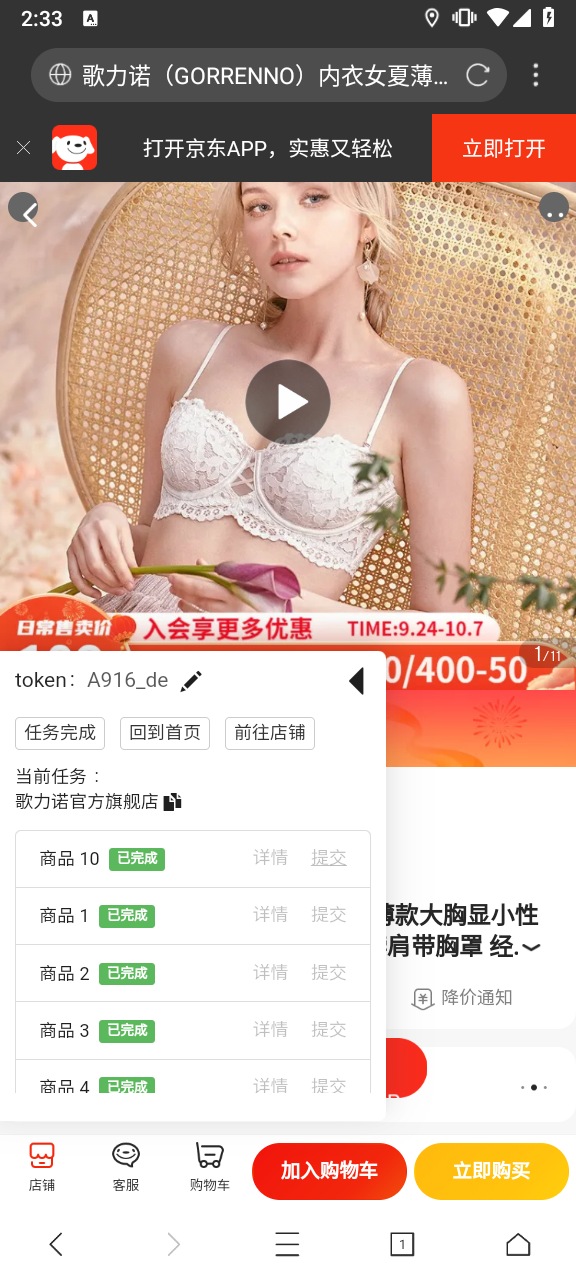 2:33
A
歌力诺（GORRENNO）内衣女夏薄...
打开京东APP，实惠又轻松
立即打开
日常售卖价
入会享更多优惠
TIME:9.24-10.7
1/11
0/400-50
token： A916_de
任务完成
回到首页
前往店铺
当前任务：
歌力诺官方旗舰店
商品 10 已完成 详情 提交
商品 1 已完成 详情 提交
商品 2 已完成 详情 提交
商品 3 已完成 详情 提交
商品 4 已完成 详情 提交
薄款大胸显小性
肩带胸罩 经.
降价通知
店铺
客服
购物车
加入购物车
立即购买
1